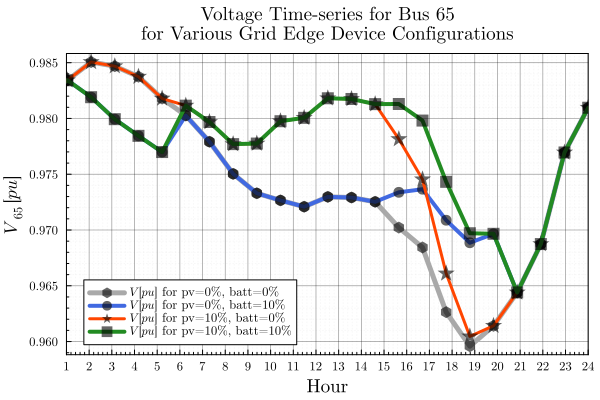 Voltage Time-series for Bus 65
for Various Grid Edge Device Configurations
0.985
0.980
0.975
0.970
0.965
0.960
V65 [pu]
V[pu] for pv=0%, batt=0%
V[pu] for pv=0%, batt=10%
V[pu] for pv=10%, batt=0%
V[pu] for pv=10%, batt=10%
1 2 3 4 5 6 7 8 9 10 11 12 13 14 15 16 17 18 19 20 21 22 23 24
Hour